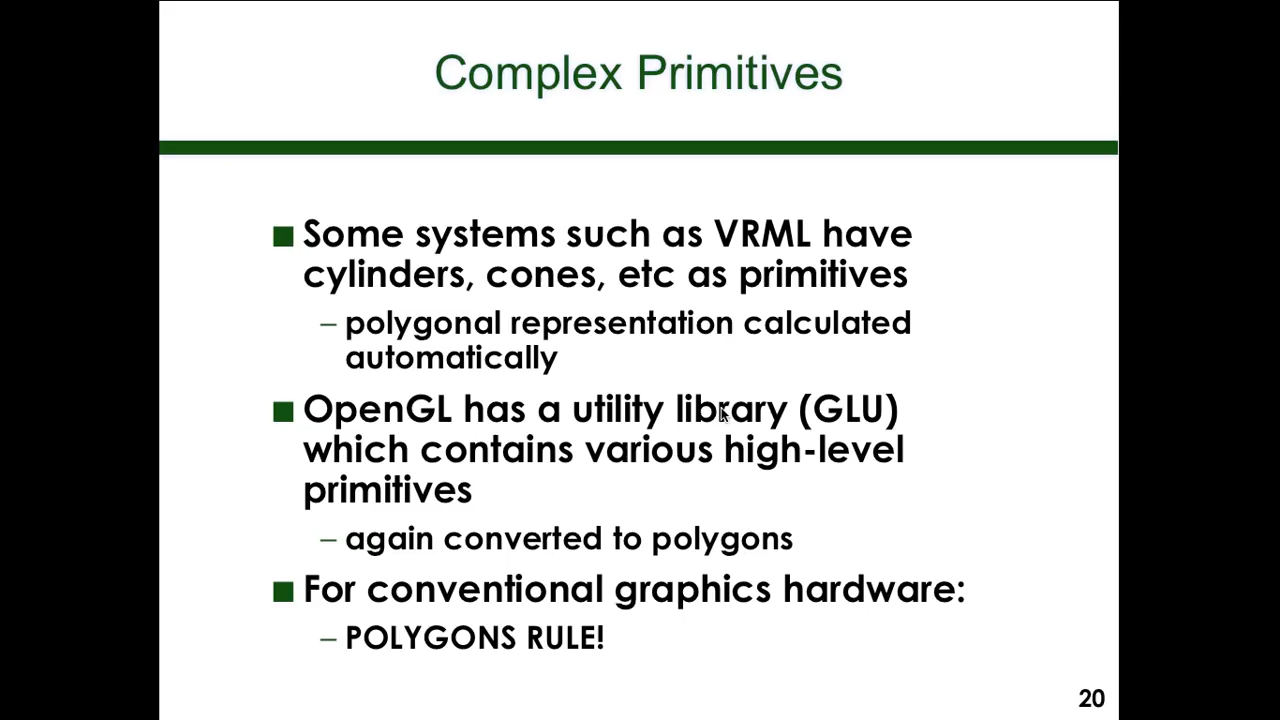 Complex Primitives
■ Some systems such as VRML have
cylinders, cones, etc as primitives
– polygonal representation calculated
automatically
■ OpenGL has a utility library (GLU)
which contains various high-level
primitives
– again converted to polygons
■ For conventional graphics hardware:
– POLYGONS RULE!
20